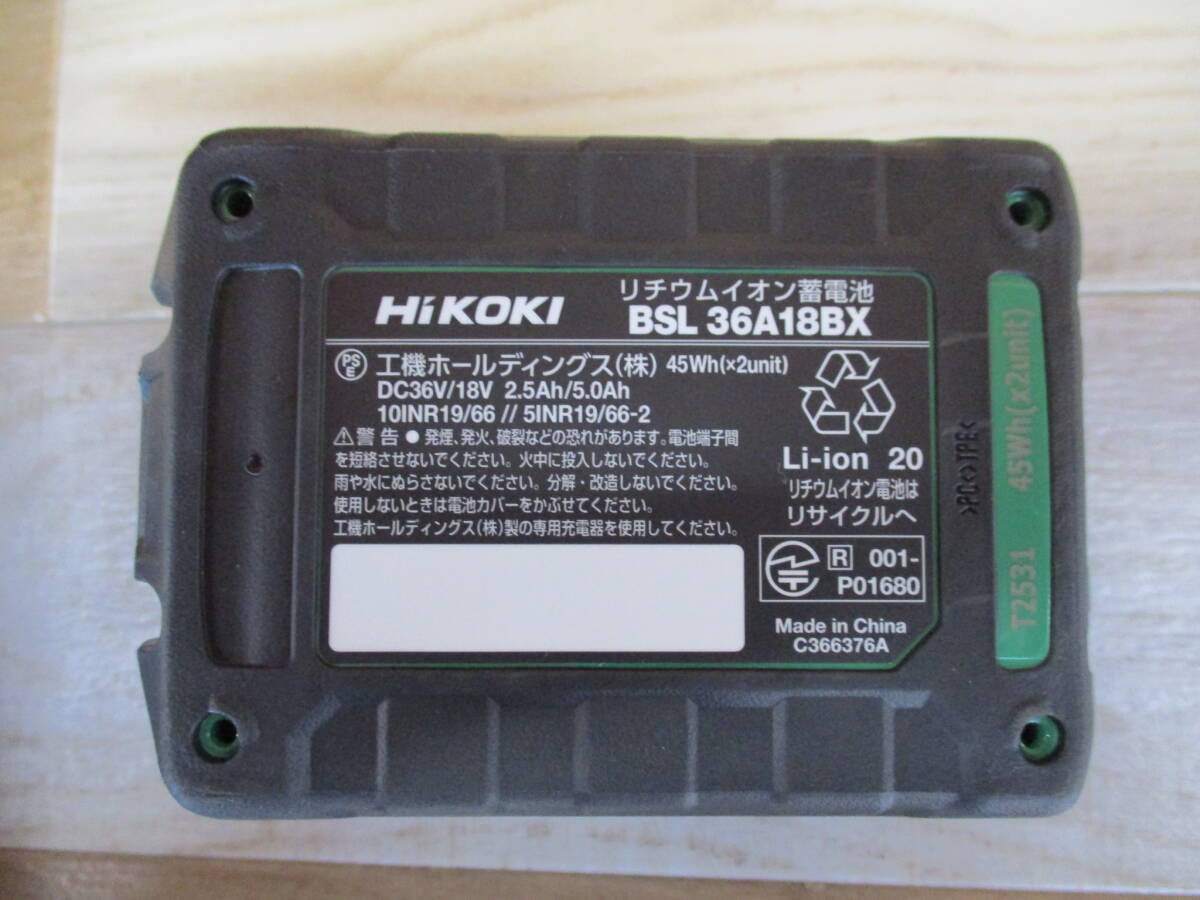 HiKOKI
リチウムイオン蓄電池
BSL 36A18BX
PSE 工機ホールディングス(株) 45Wh(×2unit)
DC36V/18V 2.5Ah/5.0Ah
10INR19/66 // 5INR19/66-2
⚠警告 ● 発煙、発火、破裂などの恐れがあります。電池端子間
を短絡させないでください。火中に投入しないでください。
雨や水にぬらさないでください。分解・改造しないでください。
使用しないときは電池カバーをかぶせてください。
工機ホールディングス(株)製の専用充電器を使用してください。
Li-ion 20
リチウムイオン電池は
リサイクルへ
R 001-
P01680
Made in China
C366376A
>PC<>TPE<
T2531 45Wh(x2unit)